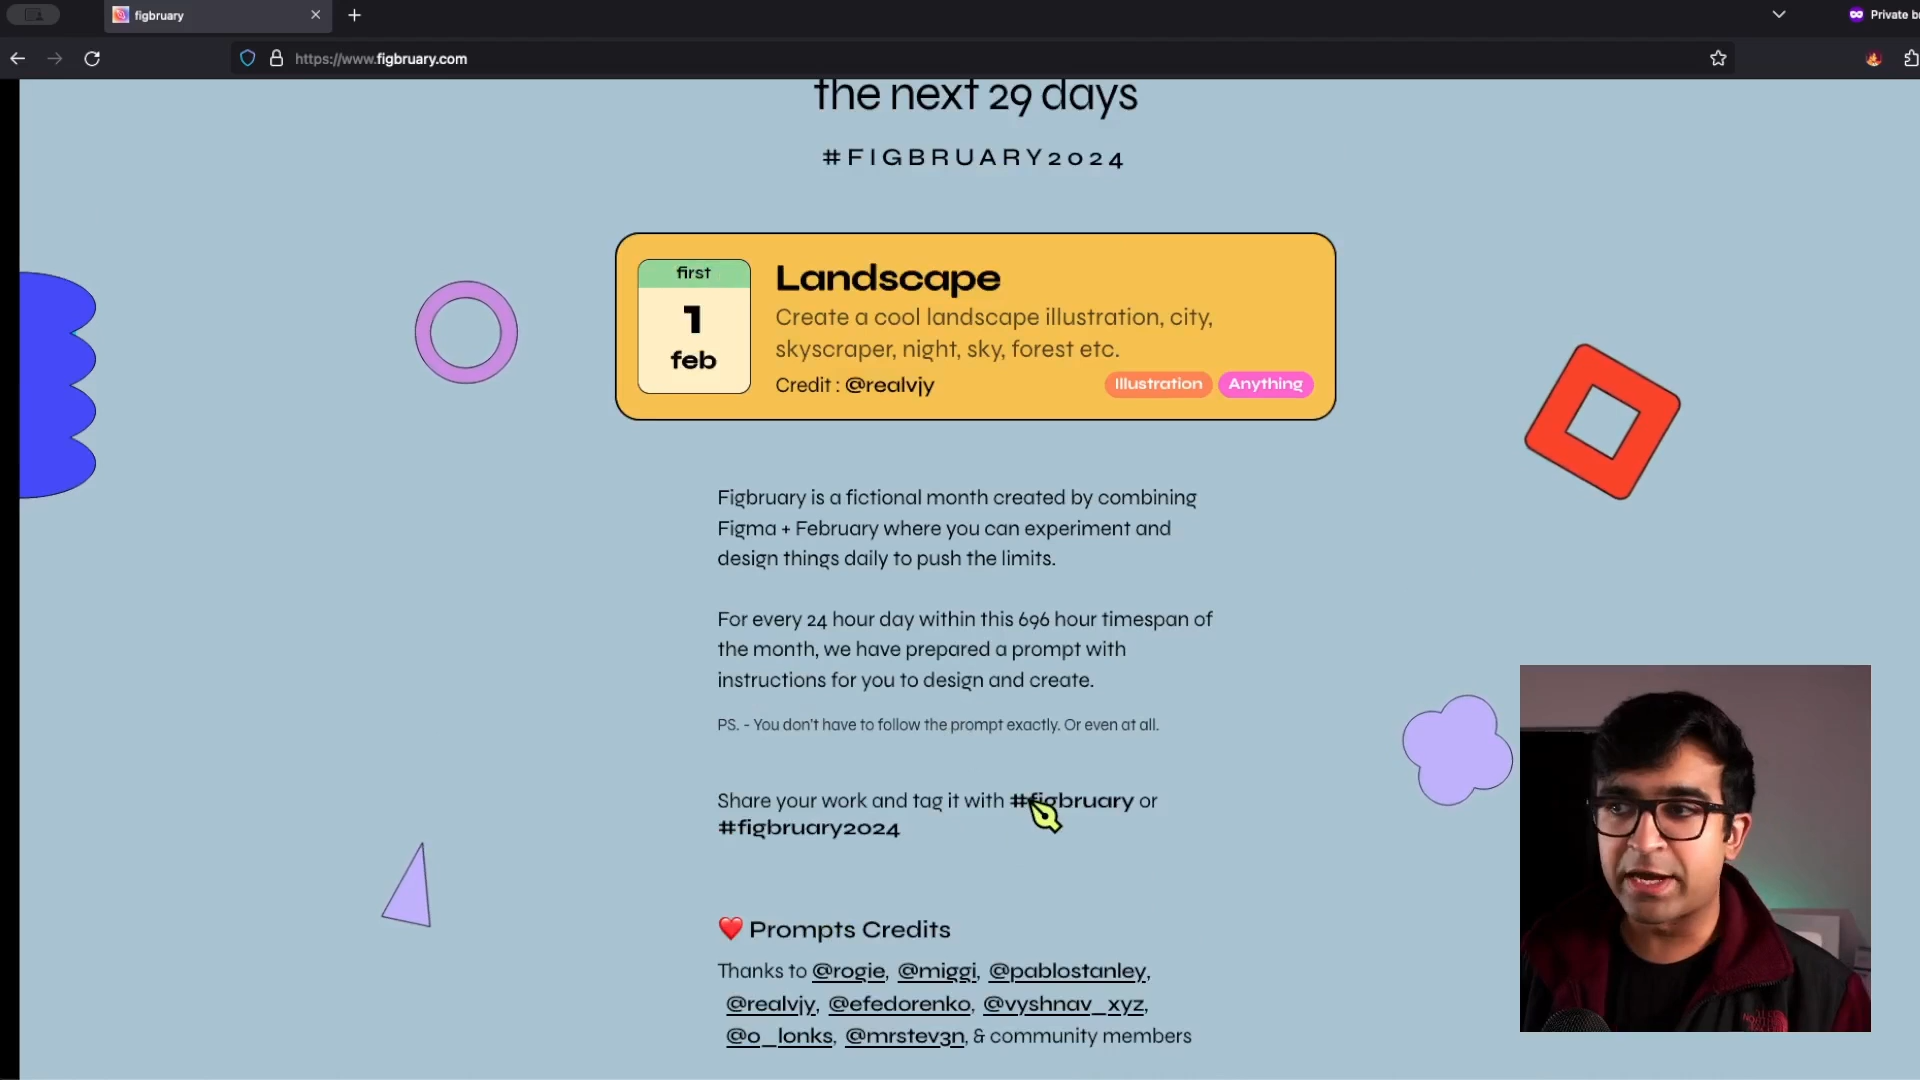 figbruary
Private b
https://www.figbruary.com
the next 29 days
#FIGBRUARY2024
first
1
feb
Landscape
Create a cool landscape illustration, city,
skyscraper, night, sky, forest etc.
Credit : @realvjy
Illustration
Anything
Figbruary is a fictional month created by combining
Figma + February where you can experiment and
design things daily to push the limits.
For every 24 hour day within this 696 hour timespan of
the month, we have prepared a prompt with
instructions for you to design and create.
PS. - You don't have to follow the prompt exactly. Or even at all.
Share your work and tag it with #figbruary or
#figbruary2024
❤️ Prompts Credits
Thanks to @rogie, @miggi, @pablostanley,
@realvjy, @efedorenko, @vyshnav_xyz,
@o_lonks, @mrstev3n, & community members